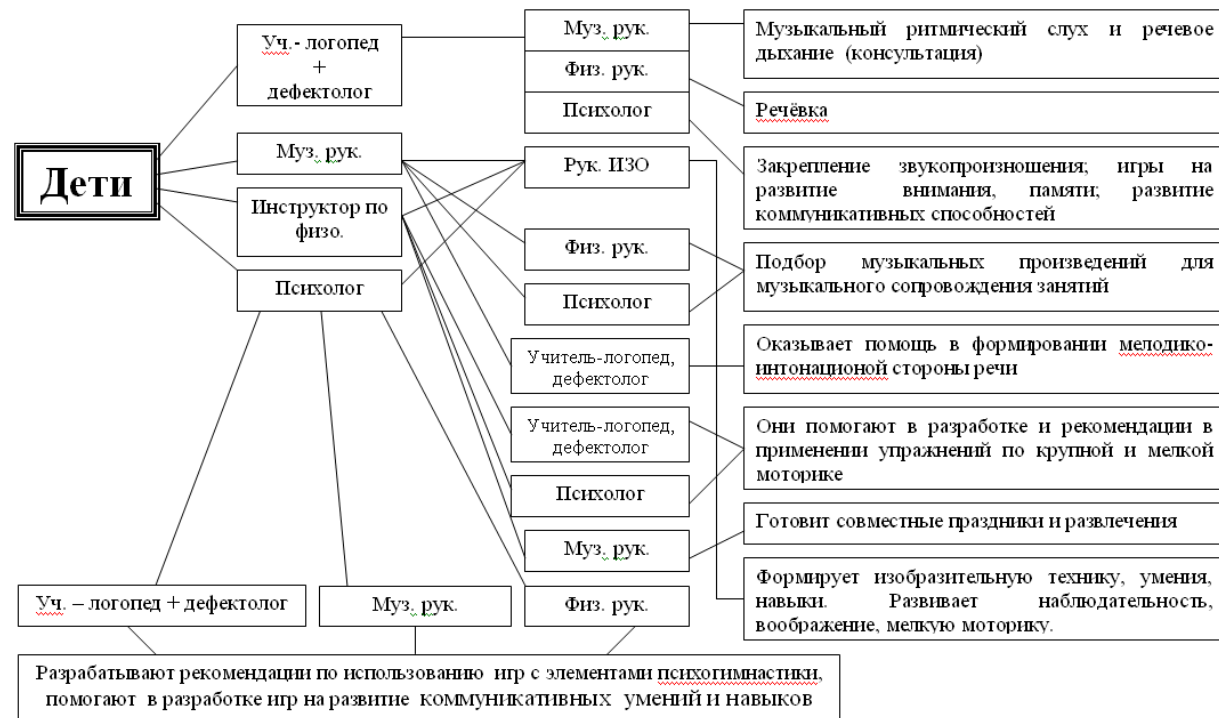 Дети
Уч.- логопед
+
дефектолог
Муз. рук.
Инструктор по
физо.
Психолог
Муз. рук.
Физ. рук.
Психолог
Рук. ИЗО
Физ. рук.
Психолог
Учитель-логопед,
дефектолог
Учитель-логопед,
дефектолог
Психолог
Муз. рук.
Физ. рук.
Музыкальный ритмический слух и речевое
дыхание (консультация)
Речёвка
Закрепление звукопроизношения; игры на
развитие внимания, памяти; развитие
коммуникативных способностей
Подбор музыкальных произведений для
музыкального сопровождения занятий
Оказывает помощь в формировании мелодико-
интонационой стороны речи
Они помогают в разработке и рекомендации в
применении упражнений по крупной и мелкой
моторике
Готовит совместные праздники и развлечения
Формирует изобразительную технику, умения,
навыки. Развивает наблюдательность,
воображение, мелкую моторику.
Уч. – логопед + дефектолог
Муз. рук.
Разрабатывают рекомендации по использованию игр с элементами психогимнастики,
помогают в разработке игр на развитие коммуникативных умений и навыков